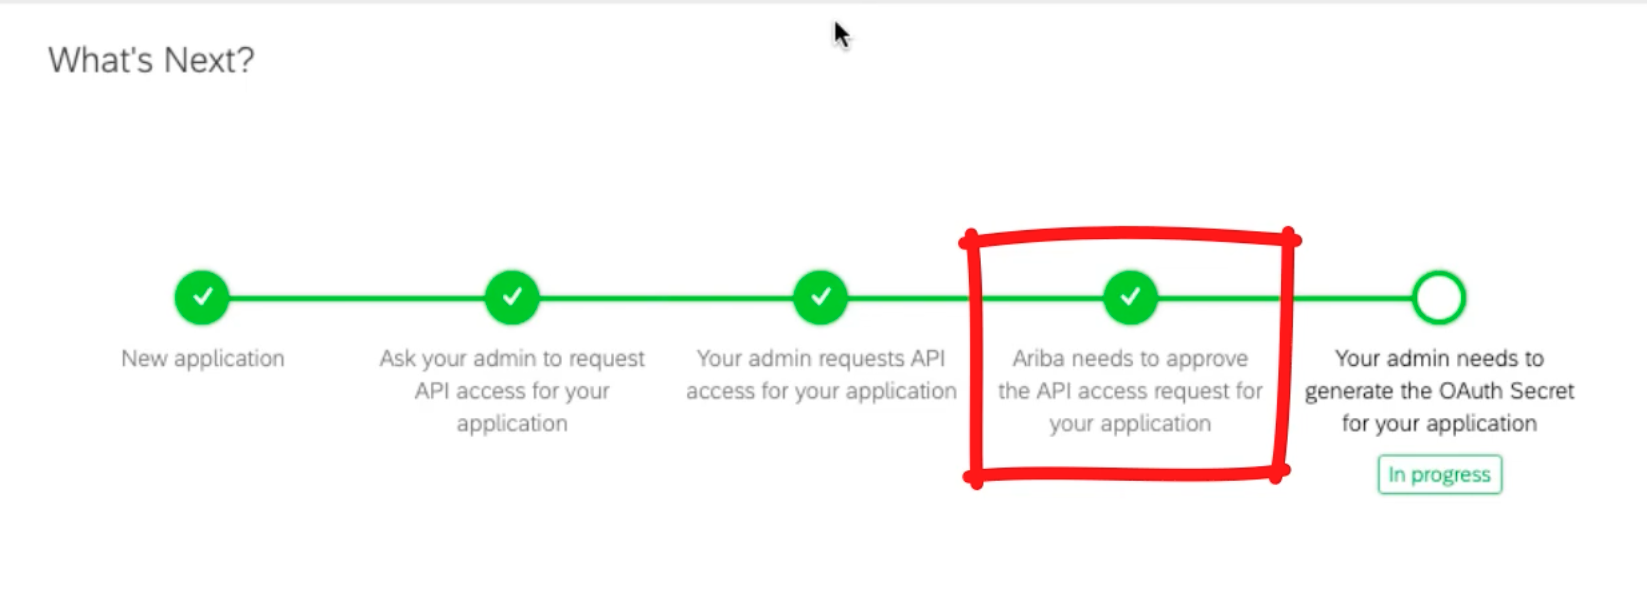 What's Next?
New application
Ask your admin to request
API access for your
application
Your admin requests API
access for your application
Ariba needs to approve
the API access request for
your application
Your admin needs to
generate the OAuth Secret
for your application
In progress